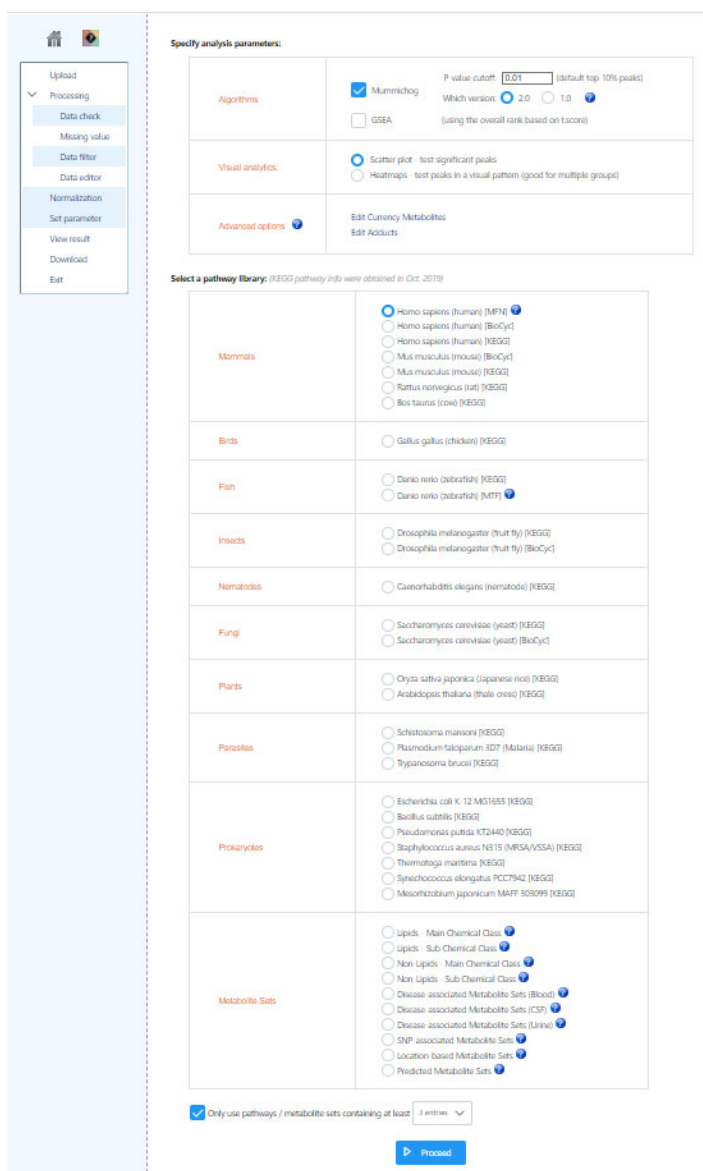 Specify analysis parameters:
Upload
Processing
Data check
Missing value
Data filter
Data editor
Normalization
Set parameter
View result
Download
Exit
Algorithms
Mummichog
P-value cutoff: 0.01 (default top 10% peaks)
Which version: 2.0 1.0
GSEA
(using the overall rank based on t.score)
Visual analytics:
Scatter plot - test significant peaks
Heatmaps - test peaks in a visual pattern (good for multiple groups)
Advanced options
Edit Currency Metabolites
Edit Adducts
Select a pathway library: (KEGG pathway info were obtained in Oct. 2019)
Mammals
Homo sapiens (human) [MFN]
Homo sapiens (human) [BioCyc]
Homo sapiens (human) [KEGG]
Mus musculus (mouse) [BioCyc]
Mus musculus (mouse) [KEGG]
Rattus norvegicus (rat) [KEGG]
Bos taurus (cow) [KEGG]
Birds
Gallus gallus (chicken) [KEGG]
Fish
Danio rerio (zebrafish) [KEGG]
Danio rerio (zebrafish) [MTF]
Insects
Drosophila melanogaster (fruit fly) [KEGG]
Drosophila melanogaster (fruit fly) [BioCyc]
Nematodes
Caenorhabditis elegans (nematode) [KEGG]
Fungi
Saccharomyces cerevisiae (yeast) [KEGG]
Saccharomyces cerevisiae (yeast) [BioCyc]
Plants
Oryza sativa japonica (Japanese rice) [KEGG]
Arabidopsis thaliana (thale cress) [KEGG]
Parasites
Schistosoma mansoni [KEGG]
Plasmodium falciparum 3D7 (Malaria) [KEGG]
Trypanosoma brucei [KEGG]
Prokaryotes
Escherichia coli K-12 MG1655 [KEGG]
Bacillus subtilis [KEGG]
Pseudomonas putida KT2440 [KEGG]
Staphylococcus aureus N315 (MRSA/VSSA) [KEGG]
Thermotoga maritima [KEGG]
Synechococcus elongatus PCC7942 [KEGG]
Mesorhizobium japonicum MAFF 303099 [KEGG]
Metabolite Sets
Lipids - Main Chemical Class
Lipids - Sub Chemical Class
Non-Lipids - Main Chemical Class
Non-Lipids - Sub Chemical Class
Disease-associated Metabolite Sets (Blood)
Disease-associated Metabolite Sets (CSF)
Disease-associated Metabolite Sets (Urine)
SNP-associated Metabolite Sets
Location-based Metabolite Sets
Predicted Metabolite Sets
Only use pathways / metabolite sets containing at least 3 entries
Proceed